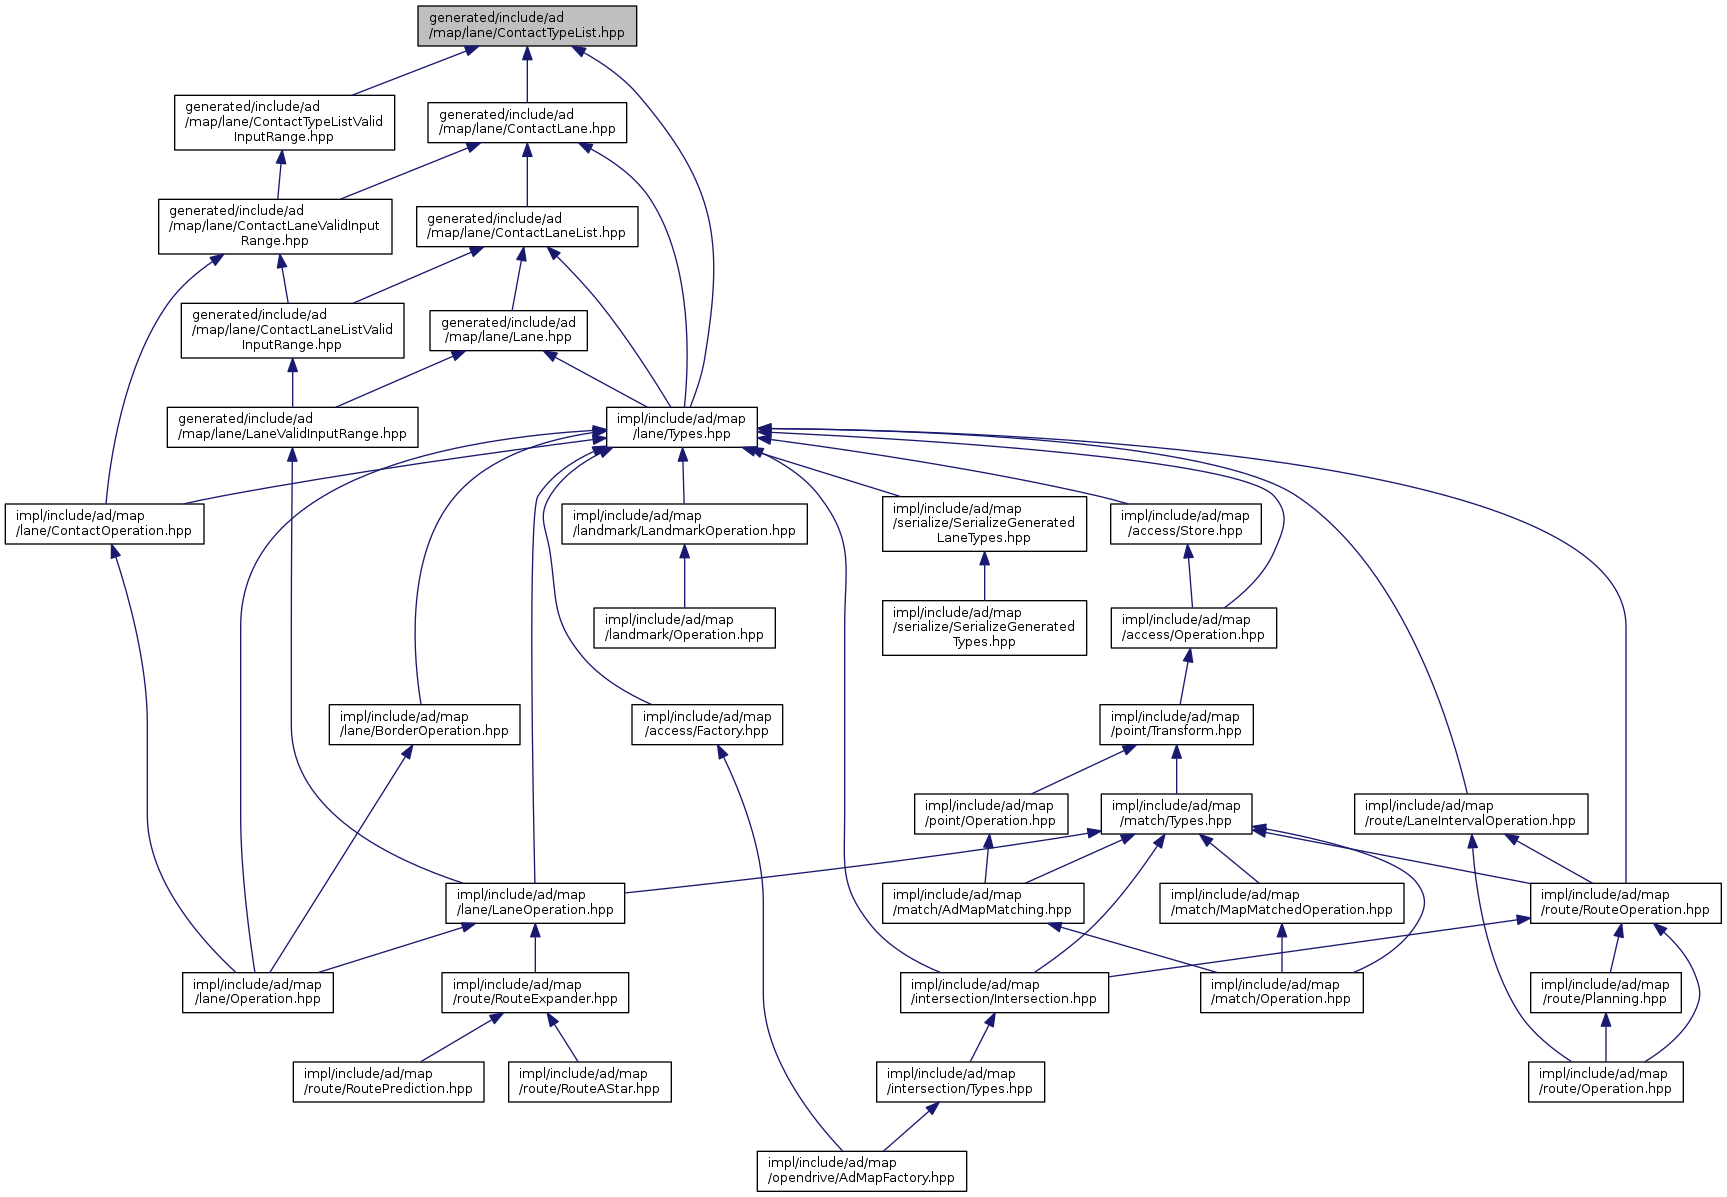 generated/include/ad
/map/lane/ContactTypeList.hpp
generated/include/ad
/map/lane/ContactTypeListValid
InputRange.hpp
generated/include/ad
/map/lane/ContactLane.hpp
generated/include/ad
/map/lane/ContactLaneValidInput
Range.hpp
generated/include/ad
/map/lane/ContactLaneList.hpp
generated/include/ad
/map/lane/ContactLaneListValid
InputRange.hpp
generated/include/ad
/map/lane/Lane.hpp
generated/include/ad
/map/lane/LaneValidInputRange.hpp
impl/include/ad/map
/lane/Types.hpp
impl/include/ad/map
/lane/ContactOperation.hpp
impl/include/ad/map
/landmark/LandmarkOperation.hpp
impl/include/ad/map
/serialize/SerializeGenerated
LaneTypes.hpp
impl/include/ad/map
/access/Store.hpp
impl/include/ad/map
/landmark/Operation.hpp
impl/include/ad/map
/serialize/SerializeGenerated
Types.hpp
impl/include/ad/map
/access/Operation.hpp
impl/include/ad/map
/lane/BorderOperation.hpp
impl/include/ad/map
/access/Factory.hpp
impl/include/ad/map
/point/Transform.hpp
impl/include/ad/map
/point/Operation.hpp
impl/include/ad/map
/match/Types.hpp
impl/include/ad/map
/route/LaneIntervalOperation.hpp
impl/include/ad/map
/lane/LaneOperation.hpp
impl/include/ad/map
/match/AdMapMatching.hpp
impl/include/ad/map
/match/MapMatchedOperation.hpp
impl/include/ad/map
/route/RouteOperation.hpp
impl/include/ad/map
/lane/Operation.hpp
impl/include/ad/map
/route/RouteExpander.hpp
impl/include/ad/map
/intersection/Intersection.hpp
impl/include/ad/map
/match/Operation.hpp
impl/include/ad/map
/route/Planning.hpp
impl/include/ad/map
/route/RoutePrediction.hpp
impl/include/ad/map
/route/RouteAStar.hpp
impl/include/ad/map
/intersection/Types.hpp
impl/include/ad/map
/route/Operation.hpp
impl/include/ad/map
/opendrive/AdMapFactory.hpp